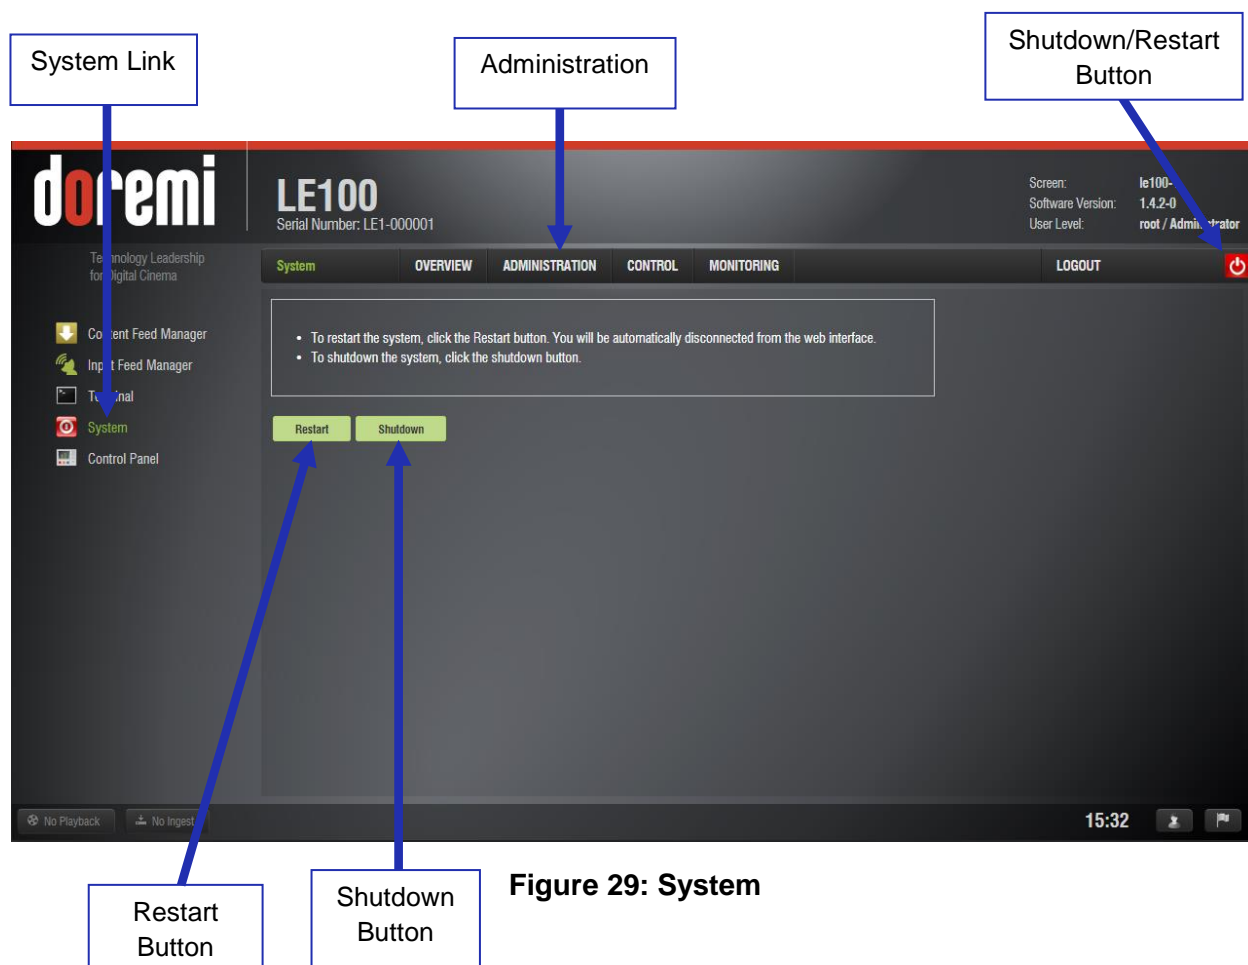 System Link
Administration
Shutdown/Restart
Button
doremi
Technology Leadership
for Digital Cinema
LE100
Serial Number: LE1-000001
Screen: le100-
Software Version: 1.4.2-0
User Level: root / Administrator
System OVERVIEW ADMINISTRATION CONTROL MONITORING LOGOUT
Content Feed Manager
Input Feed Manager
Terminal
System
Control Panel
• To restart the system, click the Restart button. You will be automatically disconnected from the web interface.
• To shutdown the system, click the shutdown button.
Restart Shutdown
No Playback No Ingest
15:32
Restart
Button
Shutdown
Button
Figure 29: System